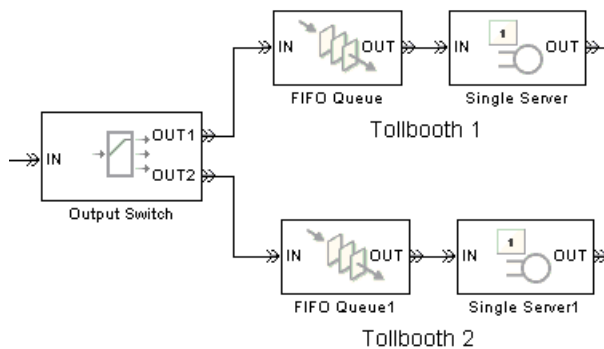 IN OUT
FIFO Queue
1
IN OUT
Single Server
Tollbooth 1
IN OUT1
OUT2
Output Switch
IN OUT
FIFO Queue1
1
IN OUT
Single Server1
Tollbooth 2